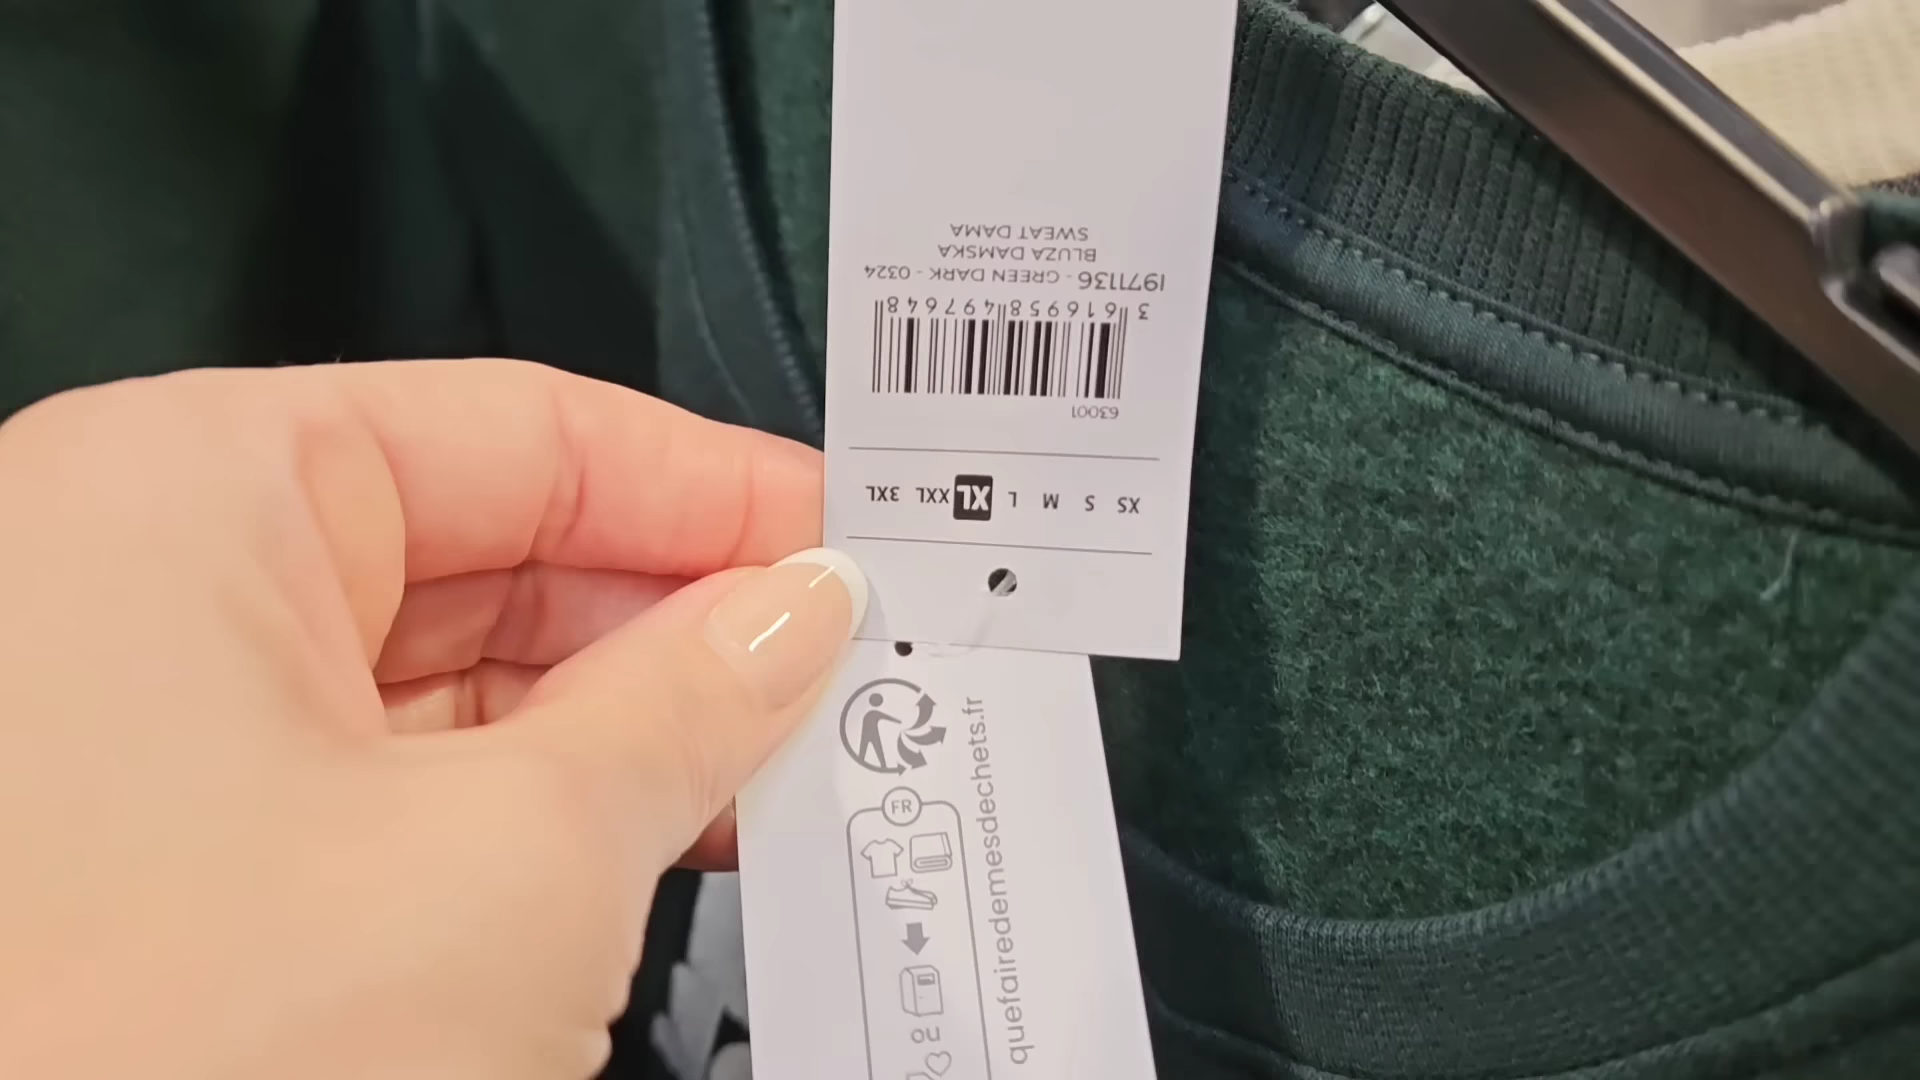 XS S M L XL XXL 3XL
63001
3 616958 497648
1971136 - GREEN DARK - 0324
BLUZA DAMSKA
SWEAT DAMA
FR
quefairedemesdechets.fr